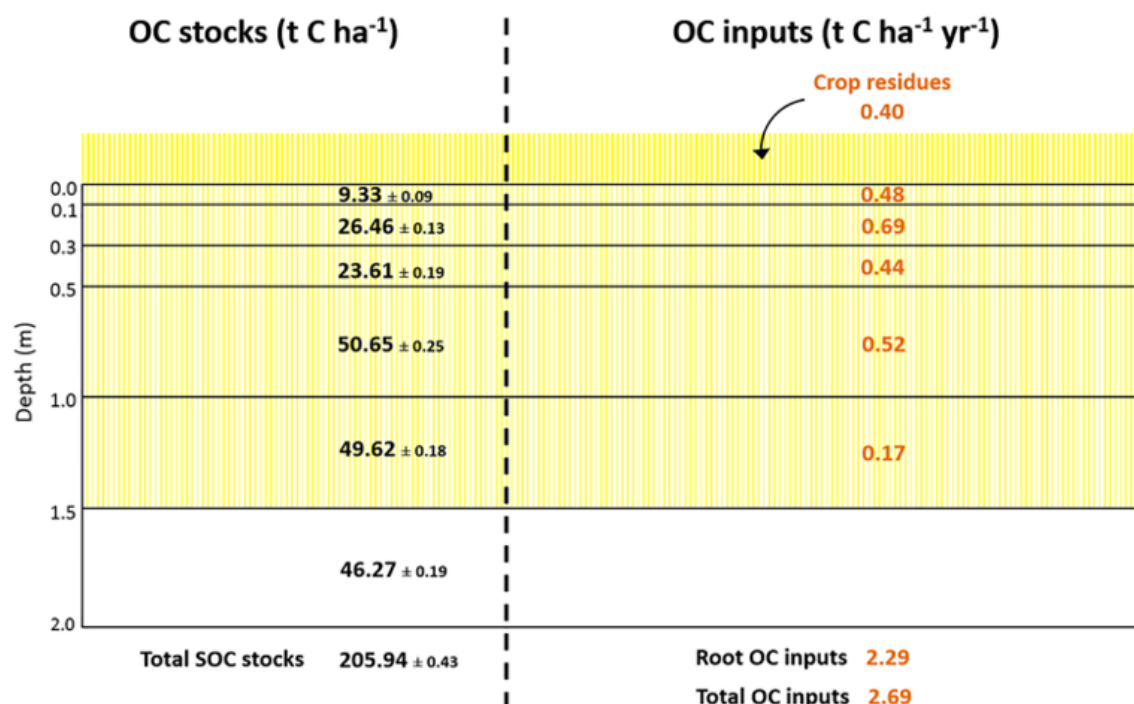 OC stocks (t C ha⁻¹)
OC inputs (t C ha⁻¹ yr⁻¹)
Crop residues
0.40
0.0
9.33 ± 0.09
0.48
0.1
26.46 ± 0.13
0.69
0.3
23.61 ± 0.19
0.44
0.5
50.65 ± 0.25
0.52
Depth (m)
1.0
49.62 ± 0.18
0.17
1.5
46.27 ± 0.19
2.0
Total SOC stocks 205.94 ± 0.43
Root OC inputs 2.29
Total OC inputs 2.69